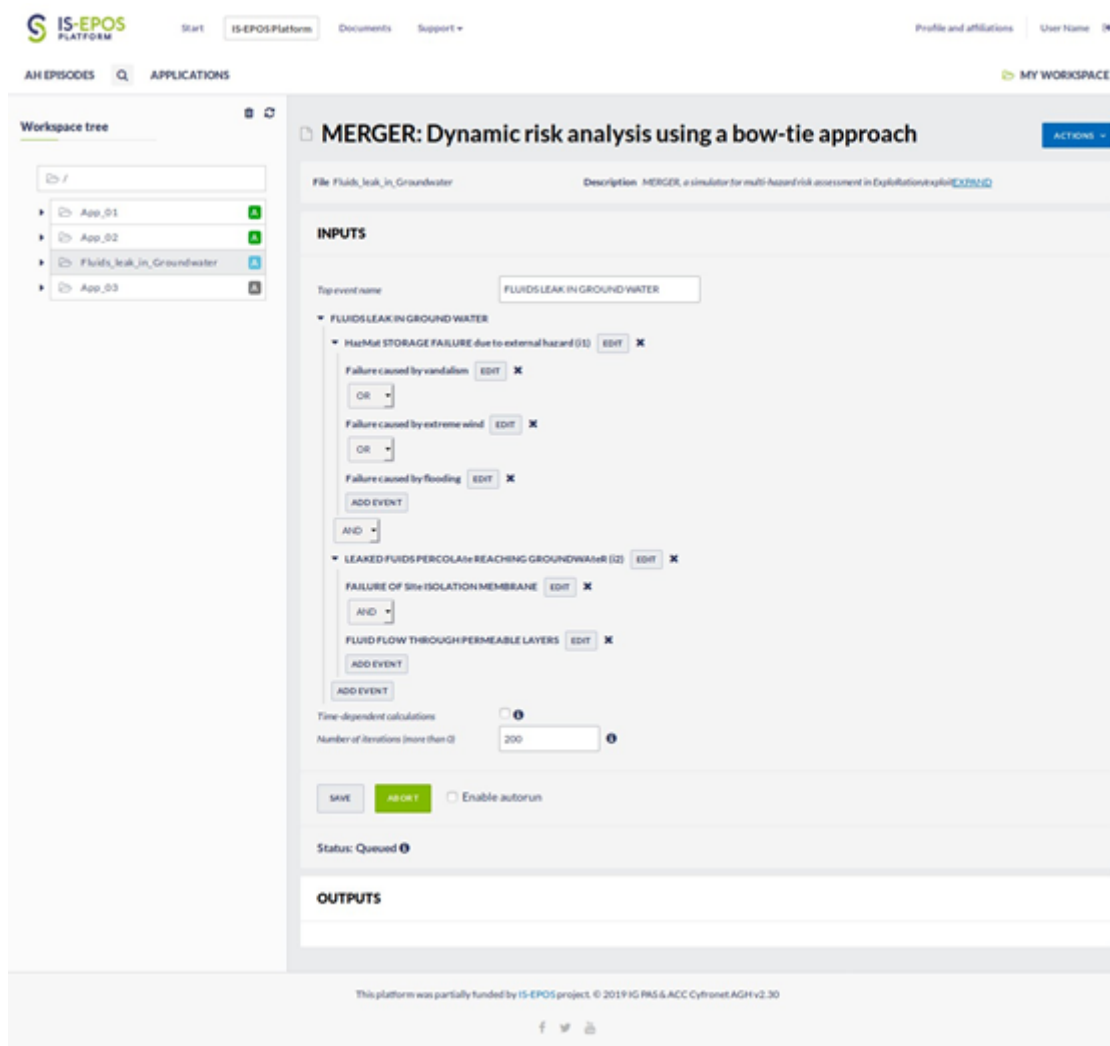 IS-EPOS
PLATFORM
Start IS-EPOS Platform Documents Support
Profile and affiliations User Name
AH EPISODES APPLICATIONS
MY WORKSPACE
Workspace tree
/
App_01 A
App_02 A
Fluids_leak_in_Groundwater A
App_03 A
MERGER: Dynamic risk analysis using a bow-tie approach
ACTIONS
File Fluids_leak_in_Groundwater
Description MERGER, a simulator for multi-hazard risk assessment in Exploitation/exploitEXPAND
INPUTS
Top event name FLUIDS LEAK IN GROUND WATER
FLUIDS LEAK IN GROUND WATER
HazMat STORAGE FAILURE due to external hazard (i1) EDIT
Failure caused by vandalism EDIT
OR
Failure caused by extreme wind EDIT
OR
Failure caused by flooding EDIT
ADD EVENT
AND
LEAKED FUIDS PERCOLAte REACHING GROUNDWAteR (i2) EDIT
FAILURE OF Site ISOLATION MEMBRANE EDIT
AND
FLUID FLOW THROUGH PERMEABLE LAYERS EDIT
ADD EVENT
ADD EVENT
Time-dependent calculations
Number of iterations (more than 0) 200
SAVE ABORT Enable autorun
Status: Queued
OUTPUTS
This platform was partially funded by IS-EPOS project. © 2019 IG PAS & ACC Cyfronet AGH v2.30